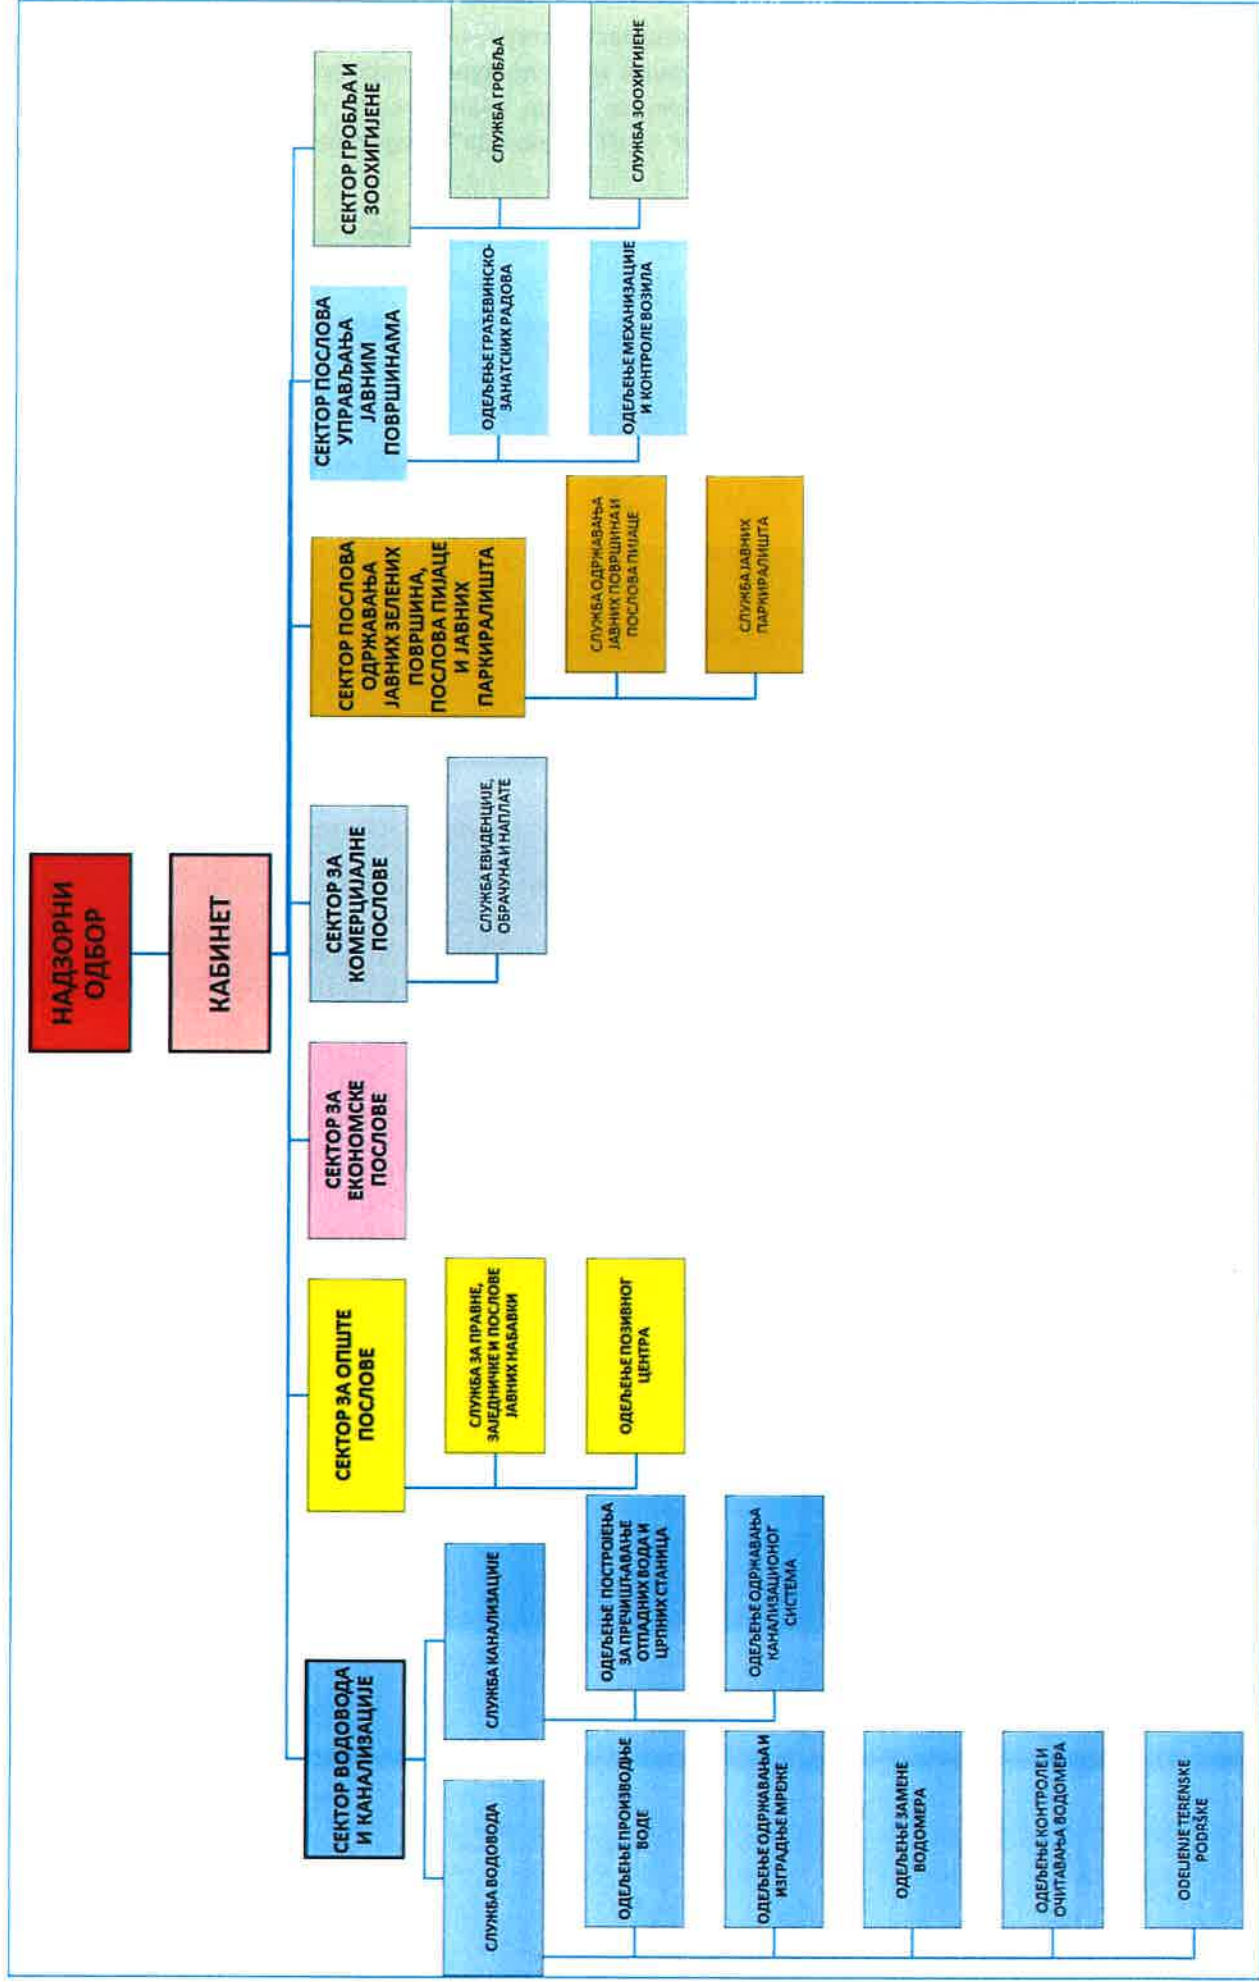 НАДЗОРНИ
ОДБОР
КАБИНЕТ
СЕКТОР ВОДОВОДА
И КАНАЛИЗАЦИЈЕ
СЛУЖБА ВОДОВОДА
ОДЕЉЕЊЕ ПРОИЗВОДЊЕ
ВОДЕ
ОДЕЉЕЊЕ ОДРЖАВАЊА И
ИЗГРАДЊЕ МРЕЖЕ
ОДЕЉЕЊЕ ЗАМЕНЕ
ВОДОМЕРА
ОДЕЉЕЊЕ КОНТРОЛЕ И
ОЧИТАВАЊА ВОДОМЕРА
ODELJENJE TERENSKE
PODRŠKE
СЛУЖБА КАНАЛИЗАЦИЈЕ
ОДЕЉЕЊЕ ПОСТРОЈЕЊА
ЗА ПРЕЧИШЋАВАЊЕ
ОТПАДНИХ ВОДА И
ЦРПНИХ СТАНИЦА
ОДЕЉЕЊЕ ОДРЖАВАЊА
КАНАЛИЗАЦИОНОГ
СИСТЕМА
СЕКТОР ЗА ОПШТЕ
ПОСЛОВЕ
СЛУЖБА ЗА ПРАВНЕ,
ЗАЈЕДНИЧКЕ И ПОСЛОВЕ
ЈАВНИХ НАБАВКИ
ОДЕЉЕЊЕ ПОЗИВНОГ
ЦЕНТРА
СЕКТОР ЗА
ЕКОНОМСКЕ
ПОСЛОВЕ
СЕКТОР ЗА
КОМЕРЦИЈАЛНЕ
ПОСЛОВЕ
СЛУЖБА ЕВИДЕНЦИЈЕ,
ОБРАЧУНА И НАПЛАТЕ
СЕКТОР ПОСЛОВА
ОДРЖАВАЊА
ЈАВНИХ ЗЕЛЕНИХ
ПОВРШИНА,
ПОСЛОВА ПИЈАЦЕ
И ЈАВНИХ
ПАРКИРАЛИШТА
СЛУЖБА ОДРЖАВАЊА
ЈАВНИХ ПОВРШИНА И
ПОСЛОВА ПИЈАЦЕ
СЛУЖБА ЈАВНИХ
ПАРКИРАЛИШТА
СЕКТОР ПОСЛОВА
УПРАВЉАЊА
ЈАВНИМ
ПОВРШИНАМА
ОДЕЉЕЊЕ ГРАЂЕВИНСКО-
ЗАНАТСКИХ РАДОВА
ОДЕЉЕЊЕ МЕХАНИЗАЦИЈЕ
И КОНТРОЛЕ ВОЗИЛА
СЕКТОР ГРОБЉА И
ЗООХИГИЈЕНЕ
СЛУЖБА ГРОБЉА
СЛУЖБА ЗООХИГИЈЕНЕ